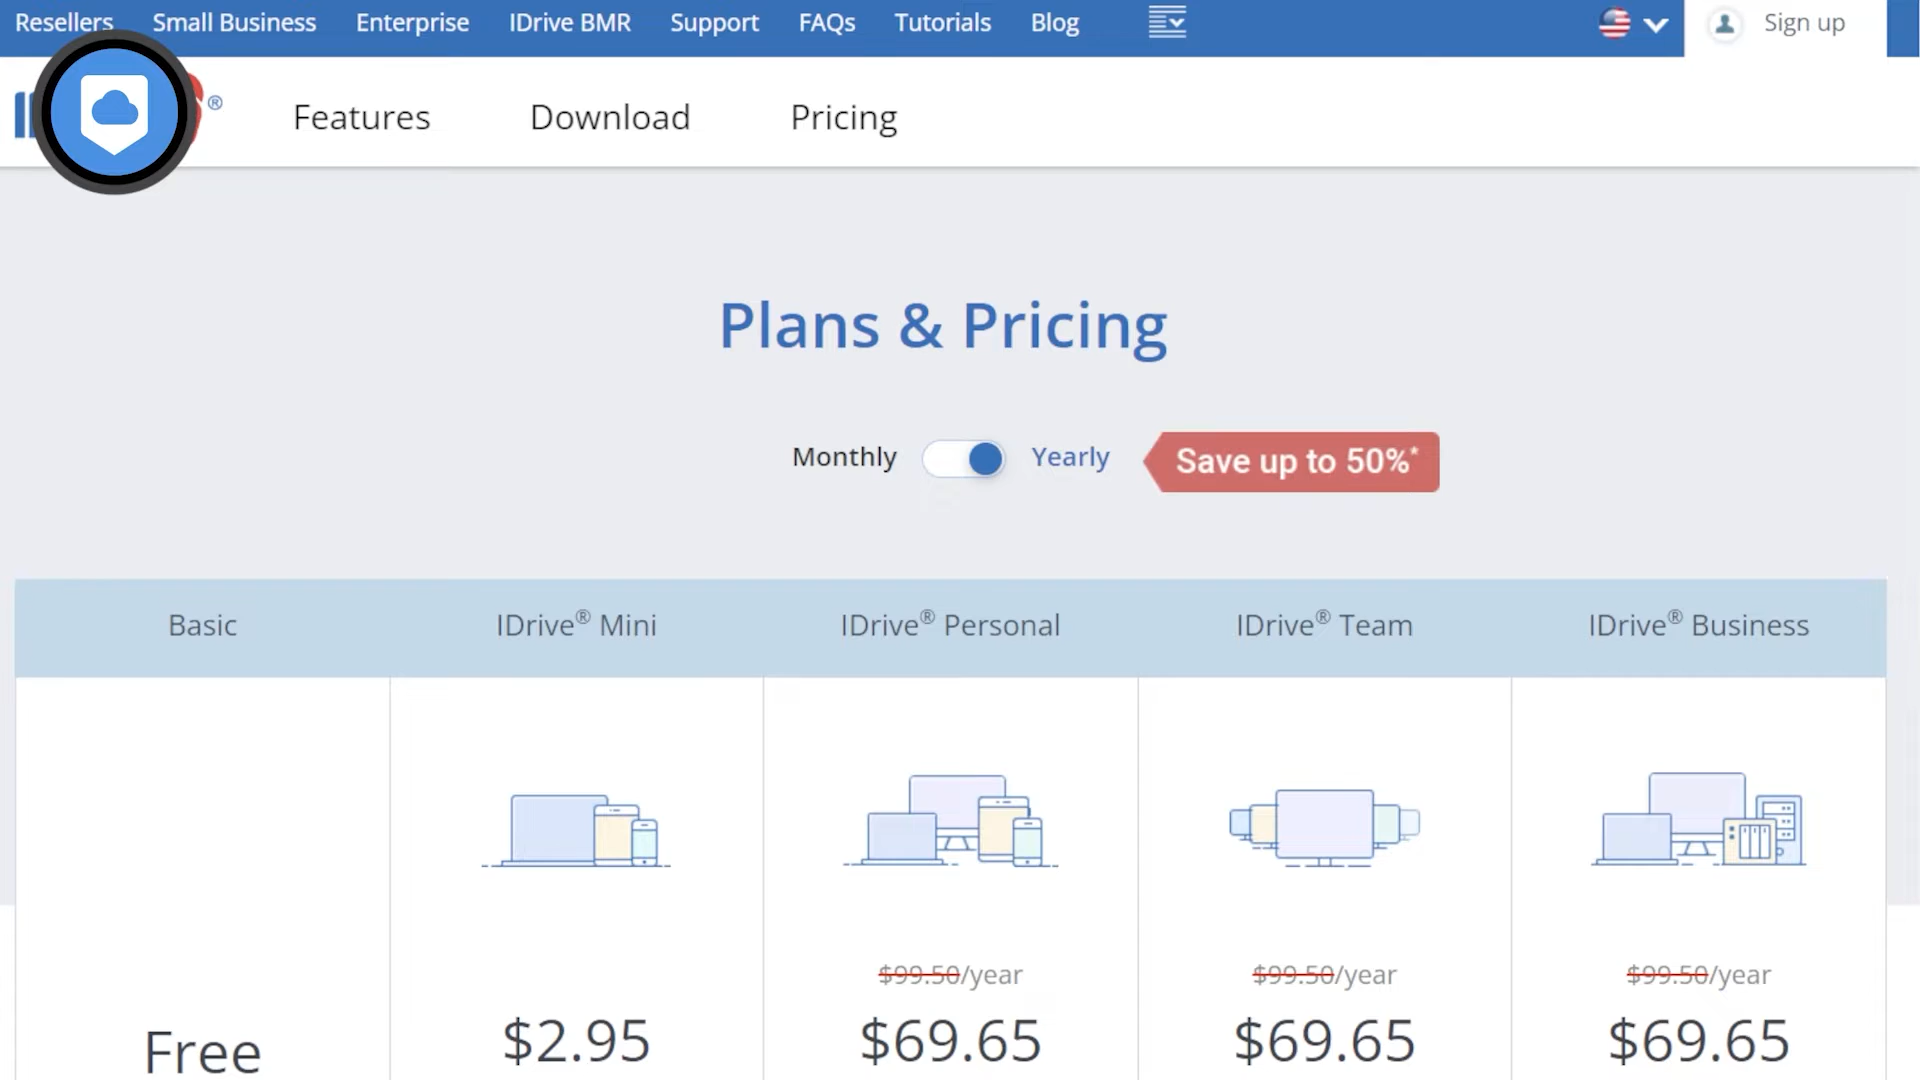 Resellers Small Business Enterprise IDrive BMR Support FAQs Tutorials Blog Sign up
® Features Download Pricing
Plans & Pricing
Monthly Yearly Save up to 50%*
Basic IDrive® Mini IDrive® Personal IDrive® Team IDrive® Business
$99.50/year $99.50/year $99.50/year
Free $2.95 $69.65 $69.65 $69.65